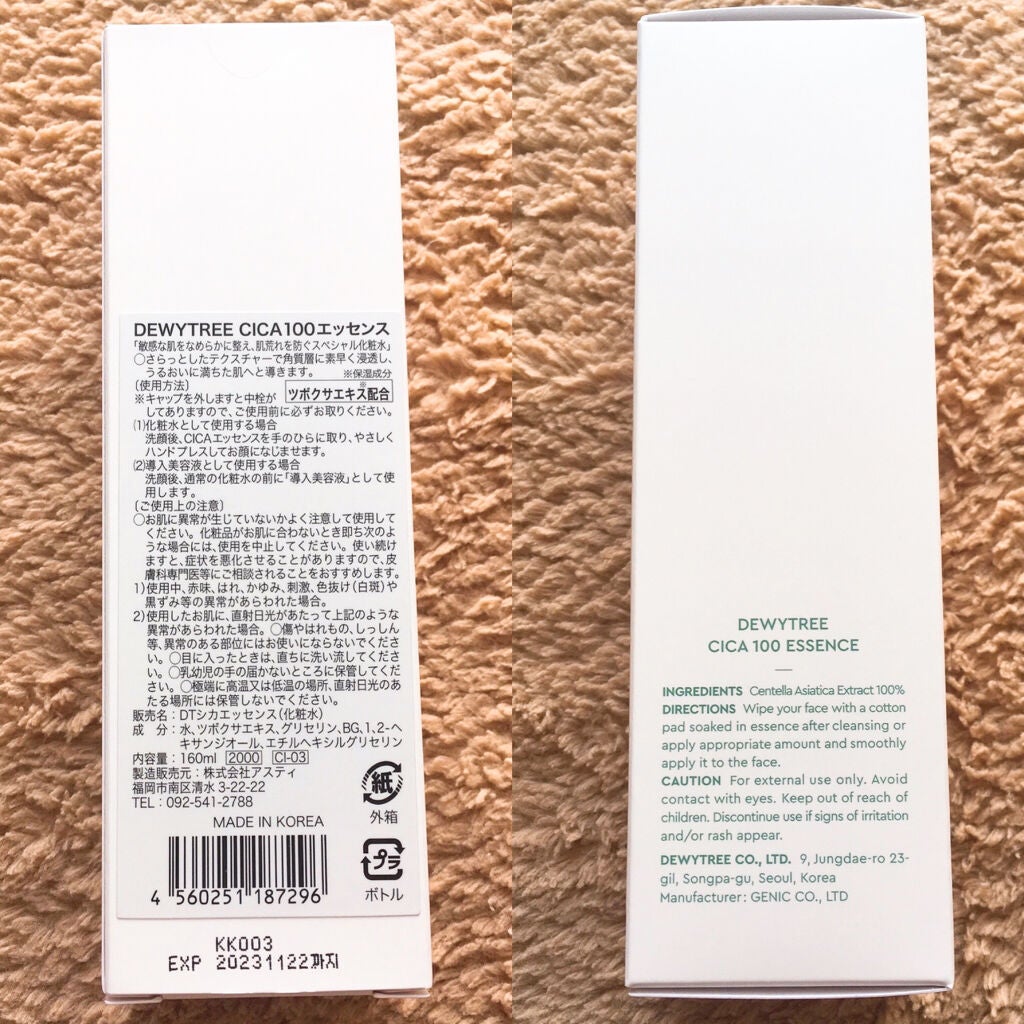 DEWYTREE CICA100エッセンス
「敏感な肌をなめらかに整え、肌荒れを防ぐスペシャル化粧水」
○さらっとしたテクスチャーで角質層に素早く浸透し、
うるおいに満ちた肌へと導きます。 ※保湿成分
〔使用方法〕
※キャップを外しますと中栓が
してありますので、ご使用前に必ずお取りください。
ツボクサエキス※配合
(1)化粧水として使用する場合
洗顔後、CICAエッセンスを手のひらに取り、やさしく
ハンドプレスしてお顔になじませます。
(2)導入美容液として使用する場合
洗顔後、通常の化粧水の前に「導入美容液」として使
用します。
〔ご使用上の注意〕
○お肌に異常が生じていないかよく注意して使用して
ください。化粧品がお肌に合わないとき即ち次のよ
うな場合には、使用を中止してください。使い続け
ますと、症状を悪化させることがありますので、皮
膚科専門医等にご相談されることをおすすめします。
1)使用中、赤味、はれ、かゆみ、刺激、色抜け(白斑)や
黒ずみ等の異常があらわれた場合。
2)使用したお肌に、直射日光があたって上記のような
異常があらわれた場合。○傷やはれもの、しっしん
等、異常のある部位にはお使いにならないでくださ
い。○目に入ったときは、直ちに洗い流してくださ
い。○乳幼児の手の届かないところに保管してくだ
さい。○極端に高温又は低温の場所、直射日光のあ
たる場所には保管しないでください。
販売名：DTシカエッセンス(化粧水)
成 分：水、ツボクサエキス、グリセリン、BG、1,2-ヘ
キサンジオール、エチルヘキシルグリセリン
内容量：160ml 2000 CI-03
製造販売元：株式会社アスティ
福岡市南区清水 3-22-22
TEL：092-541-2788
MADE IN KOREA
紙
外箱
プラ
ボトル
4 560251 187296
KK003
EXP 20231122까지
DEWYTREE
CICA 100 ESSENCE
INGREDIENTS Centella Asiatica Extract 100%
DIRECTIONS Wipe your face with a cotton
pad soaked in essence after cleansing or
apply appropriate amount and smoothly
apply it to the face.
CAUTION For external use only. Avoid
contact with eyes. Keep out of reach of
children. Discontinue use if signs of irritation
and/or rash appear.
DEWYTREE CO., LTD. 9, Jungdae-ro 23-
gil, Songpa-gu, Seoul, Korea
Manufacturer: GENIC CO., LTD